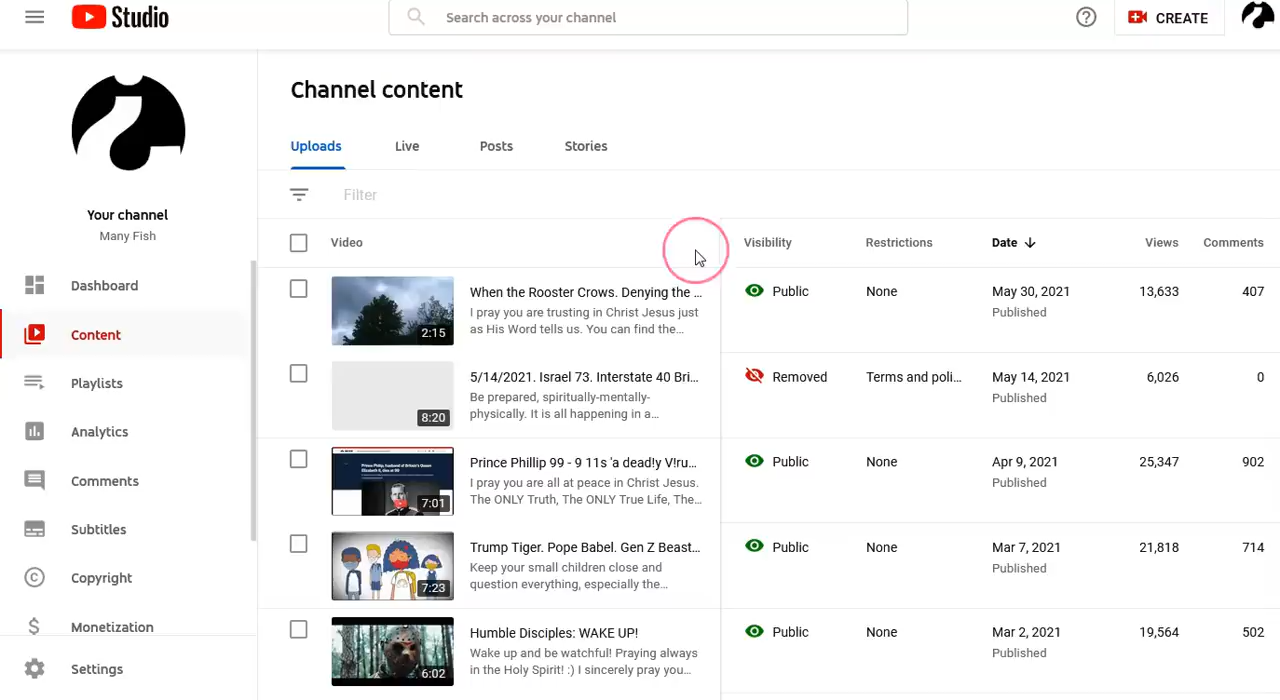 Studio
Search across your channel
CREATE
Your channel
Many Fish
Dashboard
Content
Playlists
Analytics
Comments
Subtitles
Copyright
Monetization
Settings
Channel content
Uploads Live Posts Stories
Filter
Video Visibility Restrictions Date Views Comments
2:15
When the Rooster Crows. Denying the ...
I pray you are trusting in Christ Jesus just
as His Word tells us. You can find the...
Public None May 30, 2021 13,633 407
Published
8:20
5/14/2021. Israel 73. Interstate 40 Bri...
Be prepared, spiritually-mentally-
physically. It is all happening in a...
Removed Terms and poli... May 14, 2021 6,026 0
Published
7:01
Prince Phillip 99 - 9 11s 'a dead!y V!ru...
I pray you are all at peace in Christ Jesus.
The ONLY Truth, The ONLY True Life, The...
Public None Apr 9, 2021 25,347 902
Published
7:23
Trump Tiger. Pope Babel. Gen Z Beast...
Keep your small children close and
question everything, especially the...
Public None Mar 7, 2021 21,818 714
Published
6:02
Humble Disciples: WAKE UP!
Wake up and be watchful! Praying always
in the Holy Spirit! :) I sincerely pray you...
Public None Mar 2, 2021 19,564 502
Published